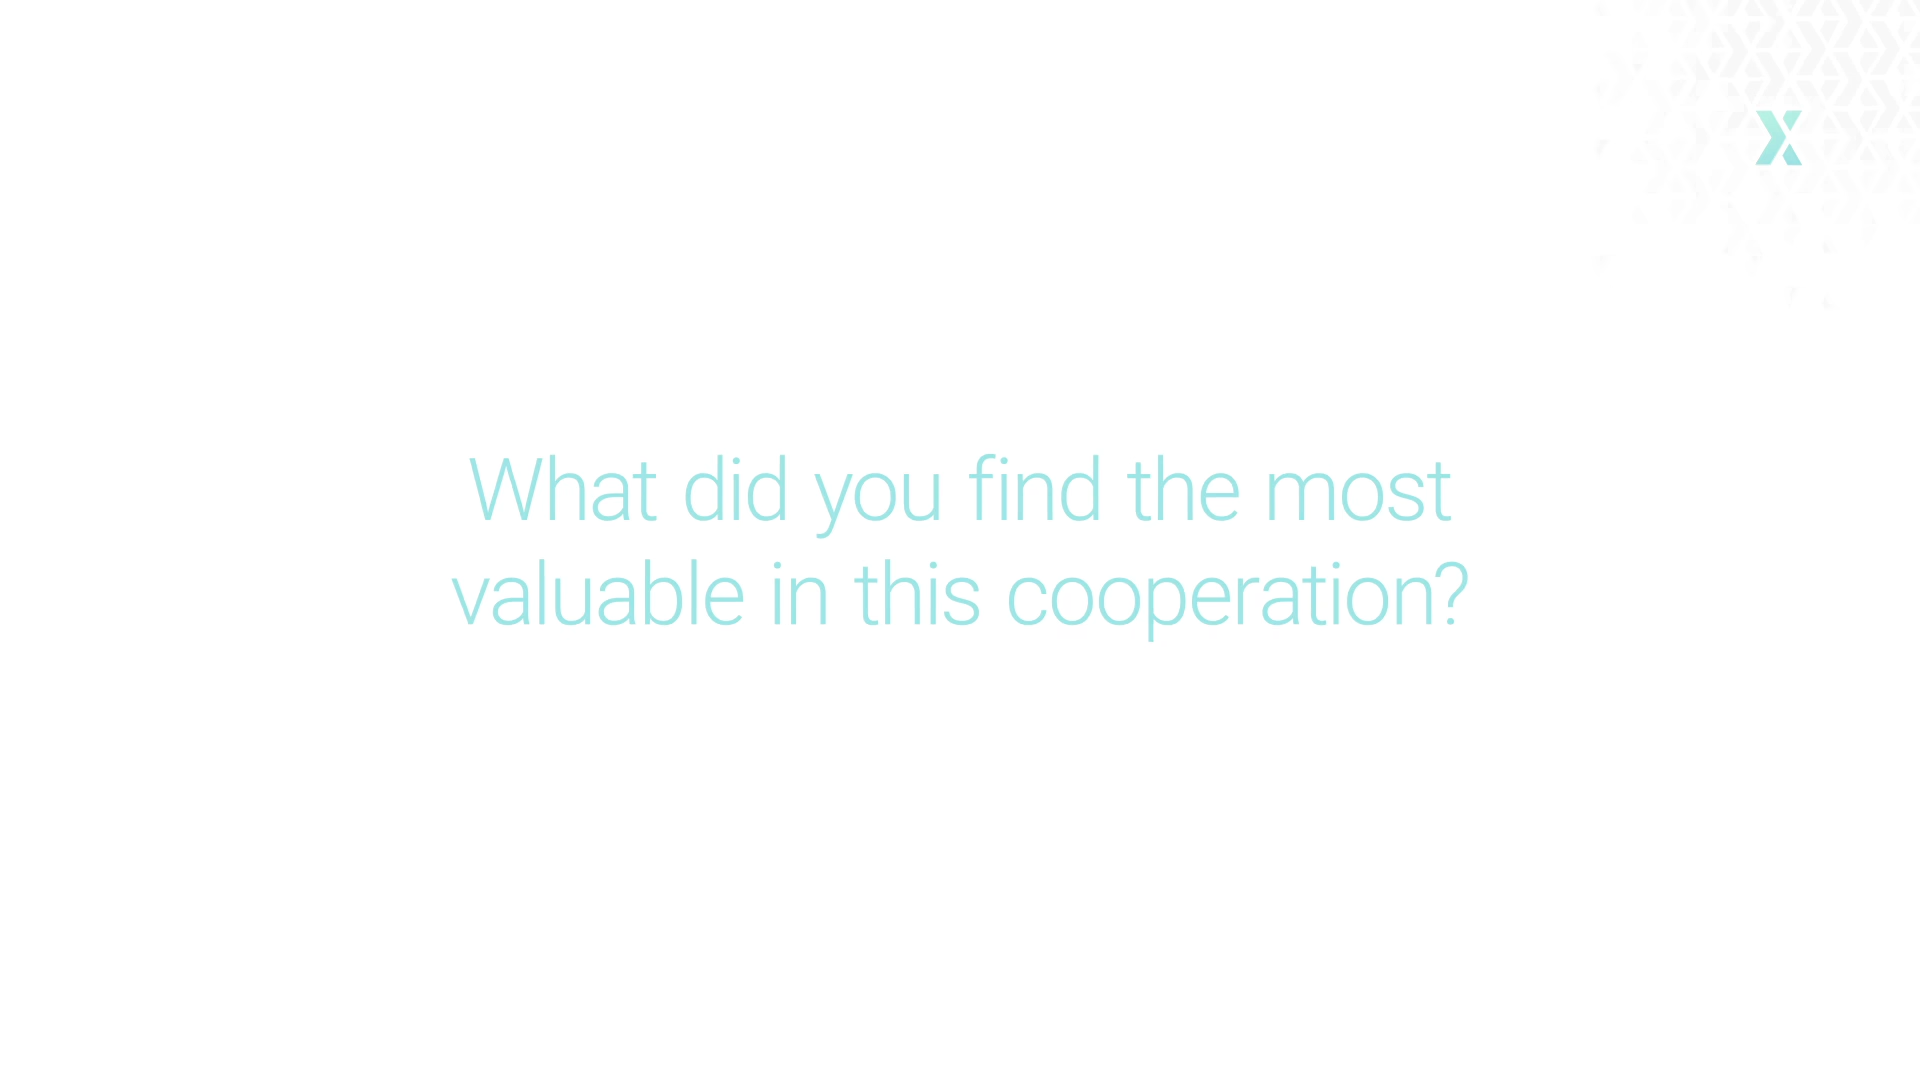 What did you find the most
valuable in this cooperation?